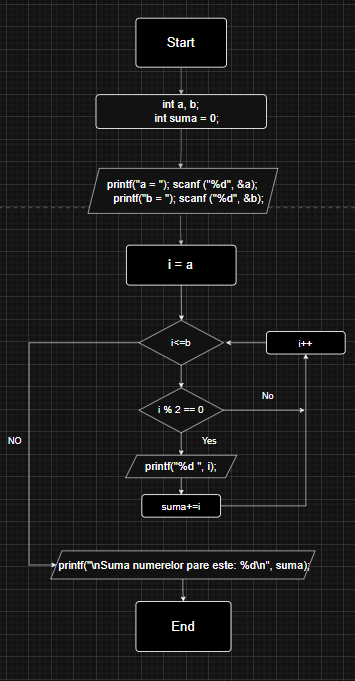 Start
int a, b;
int suma = 0;
printf("a = "); scanf ("%d", &a);
printf("b = "); scanf ("%d", &b);
i = a
i<=b
i++
i % 2 == 0
No
Yes
NO
printf("%d ", i);
suma+=i
printf("\nSuma numerelor pare este: %d\n", suma);
End